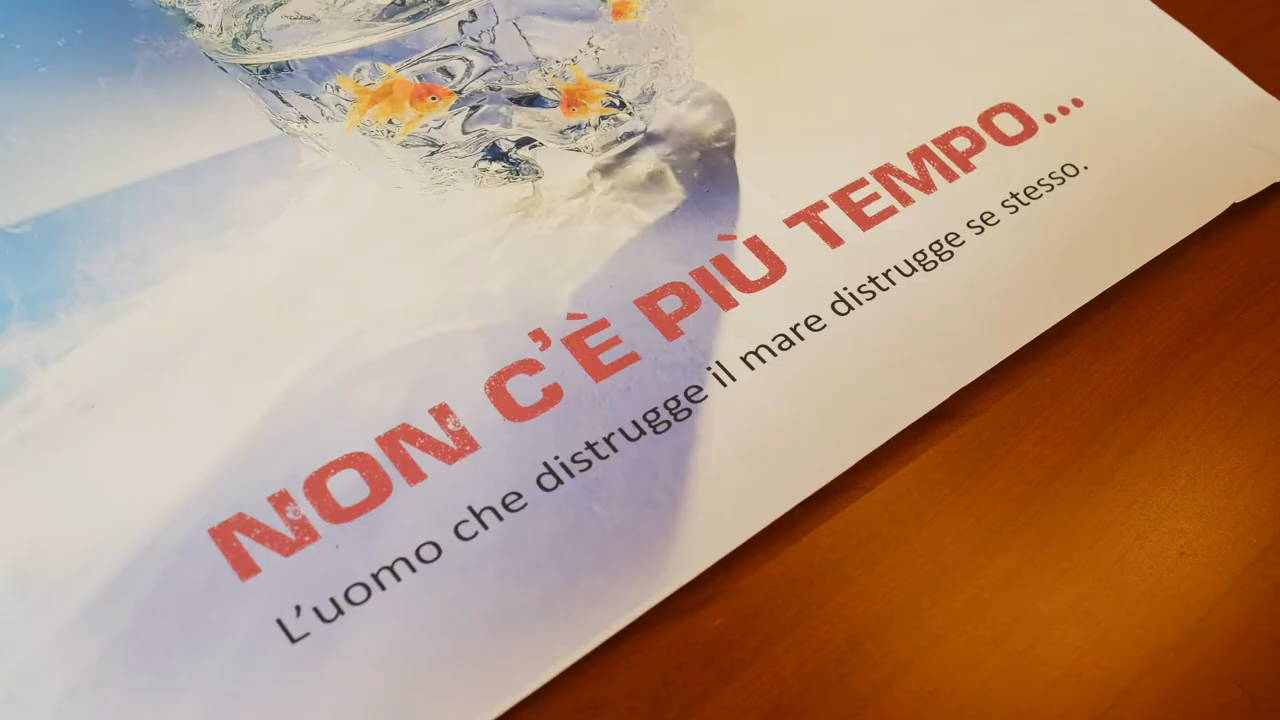 NON C'È PIÙ TEMPO...
L'uomo che distrugge il mare distrugge se stesso.